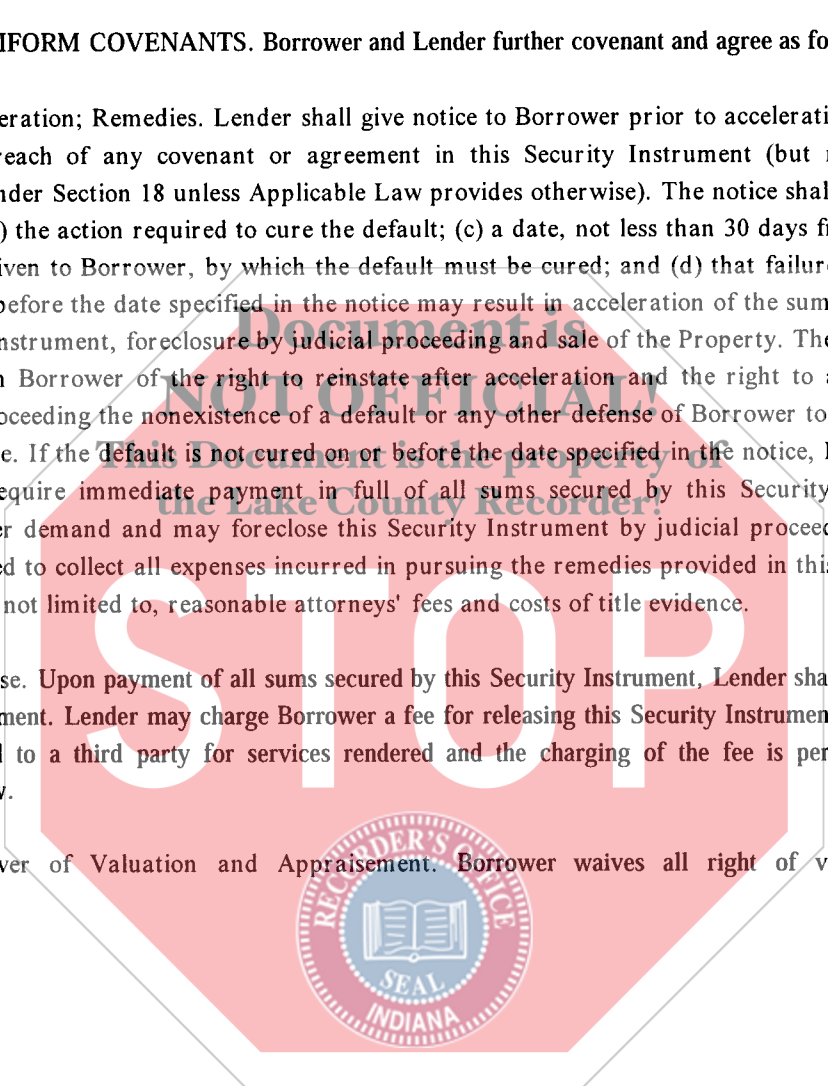 IFORM COVENANTS. Borrower and Lender further covenant and agree as fo
eration; Remedies. Lender shall give notice to Borrower prior to accelerati
reach of any covenant or agreement in this Security Instrument (but
nder Section 18 unless Applicable Law provides otherwise). The notice shal
) the action required to cure the default; (c) a date, not less than 30 days f
iven to Borrower, by which the default must be cured; and (d) that failur
before the date specified in the notice may result in acceleration of the sum
nstrument, foreclosure by judicial proceeding and sale of the Property. The
Document is
Borrower of the right to reinstate after acceleration and the right to a
NOT OFFICIAL!
oceeding the nonexistence of a default or any other defense of Borrower to
e. If the default is not cured on or before the date specified in the notice, L
This Document is the property of
equire immediate payment in full of all sums secured by this Security
the Lake County Recorder!
er demand and may foreclose this Security Instrument by judicial proceed
ed to collect all expenses incurred in pursuing the remedies provided in this
not limited to, reasonable attorneys' fees and costs of title evidence.
STOP
se. Upon payment of all sums secured by this Security Instrument, Lender sha
ment. Lender may charge Borrower a fee for releasing this Security Instrumen
to a third party for services rendered and the charging of the fee is per
w.
ver of Valuation and Appraisement. Borrower waives all right of v
RECORDER'S OFFICE
SEAL
INDIANA